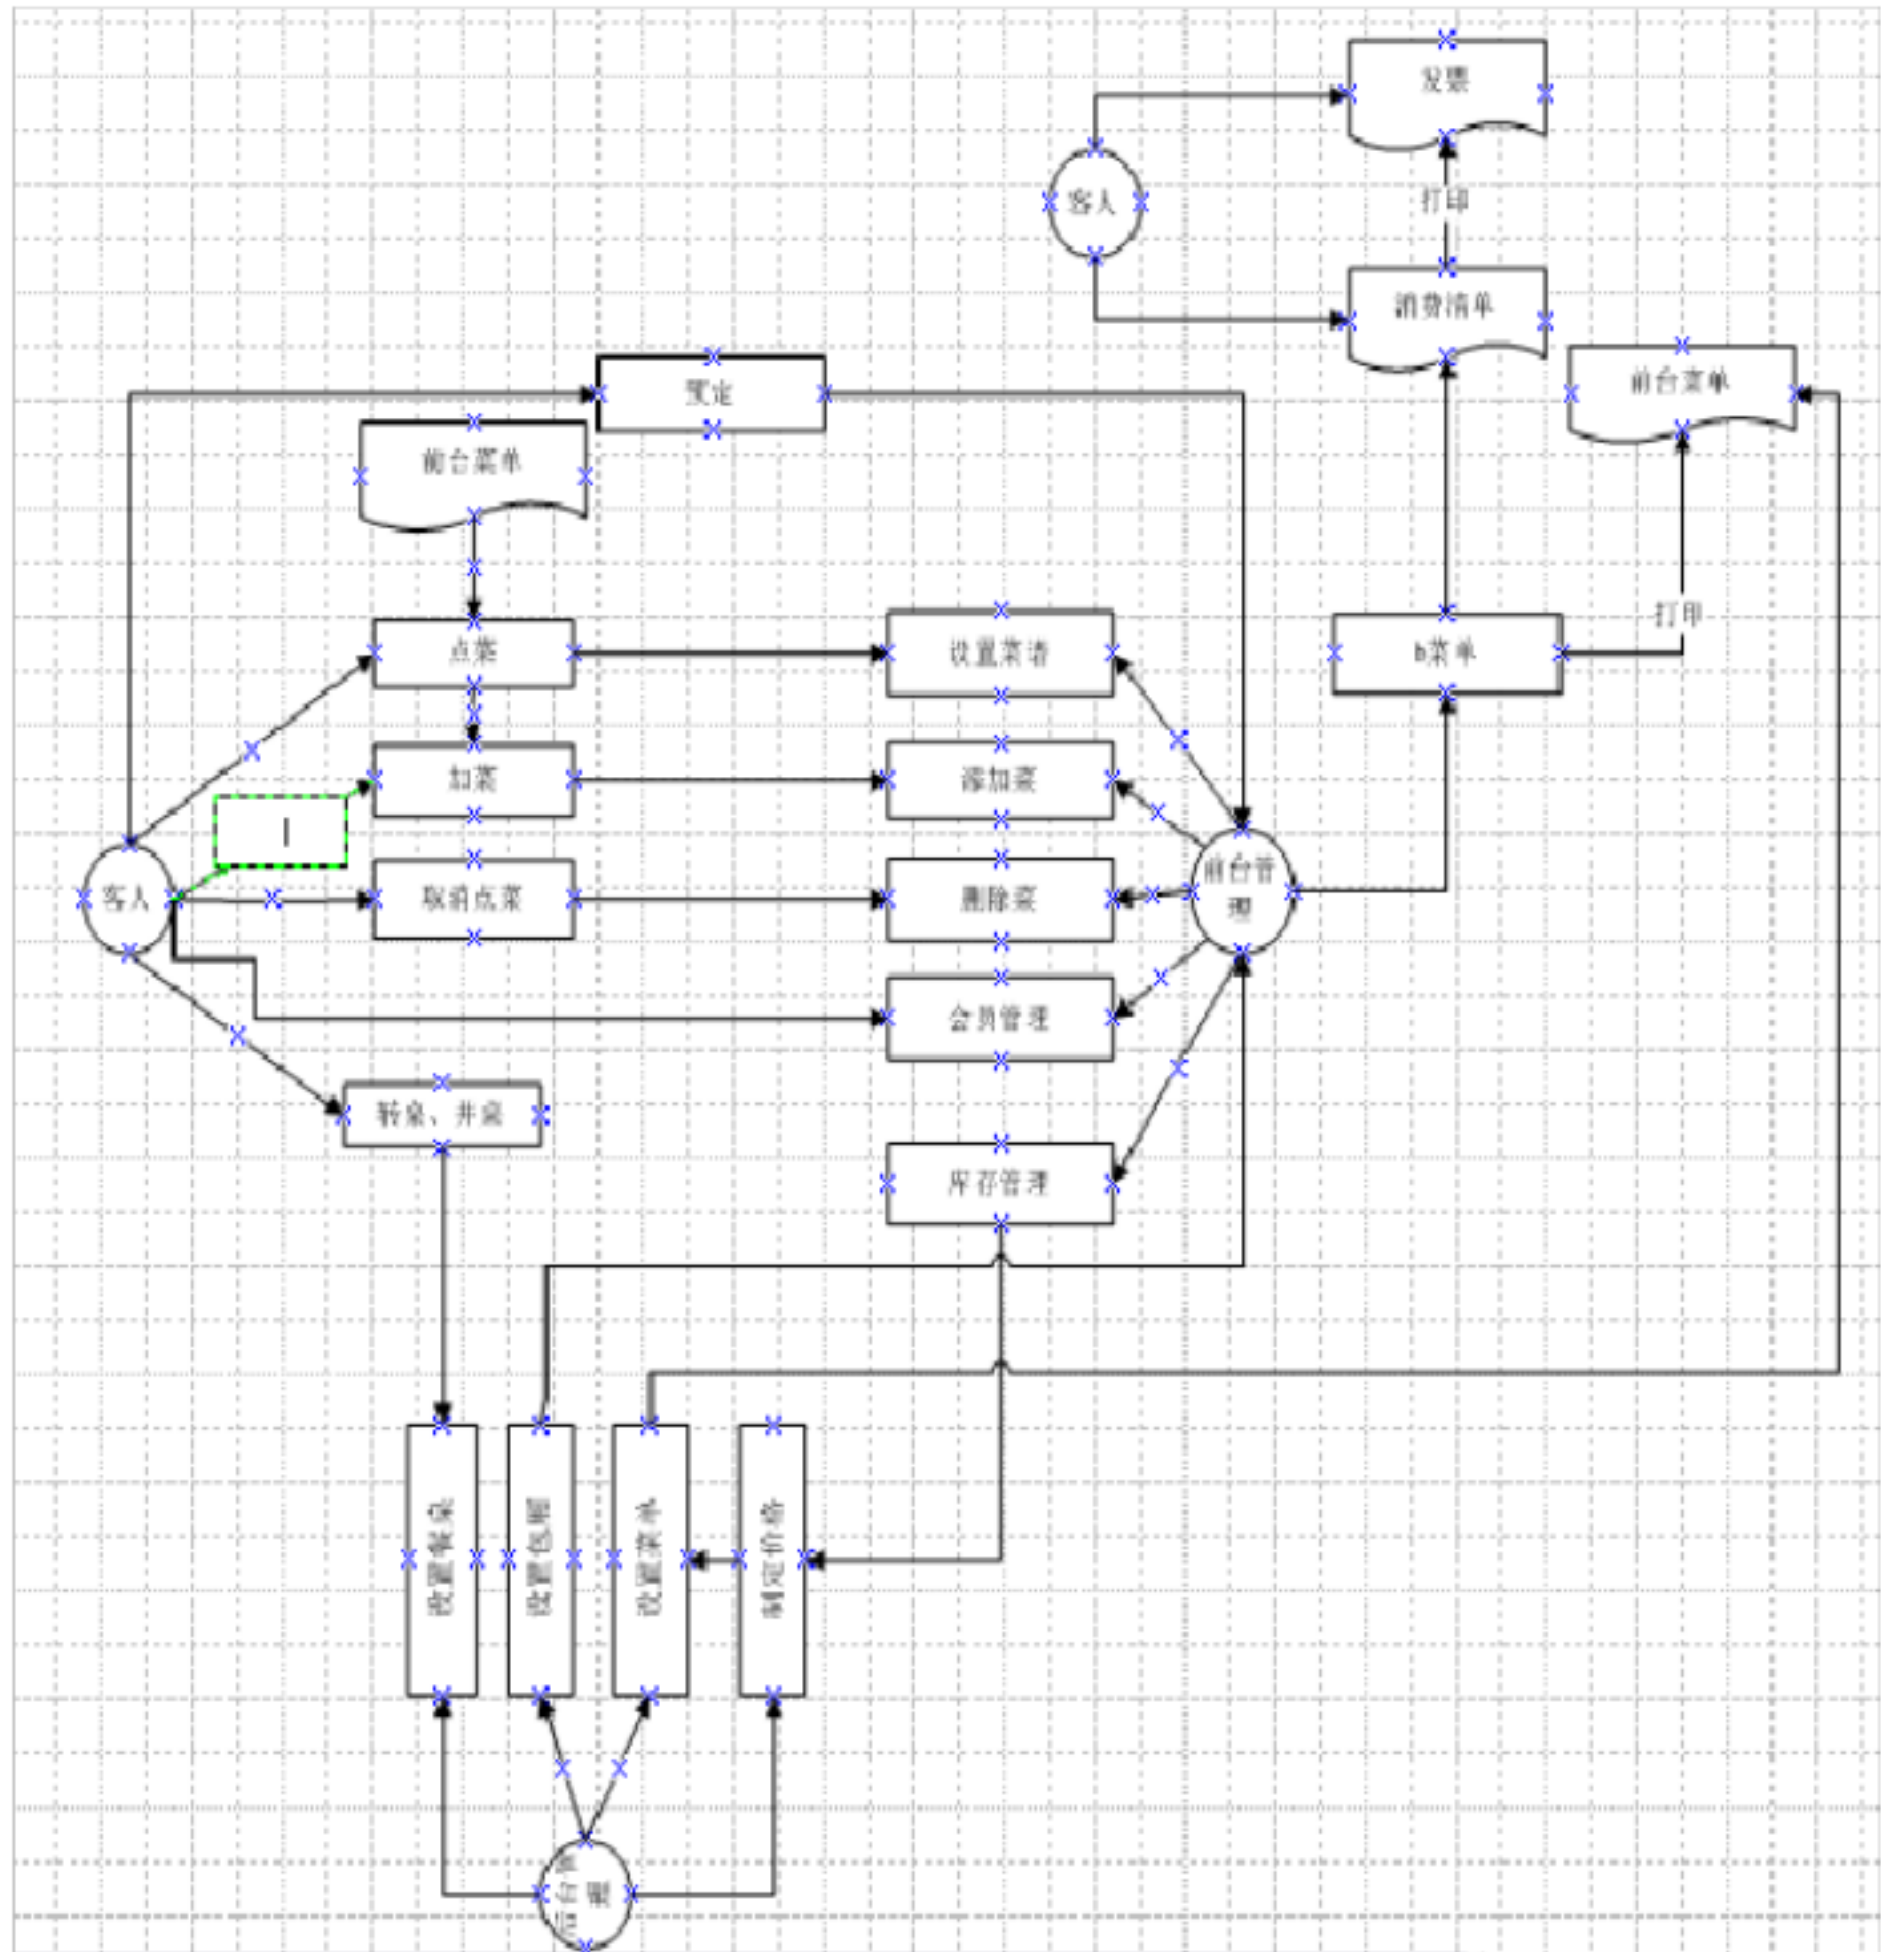 发票
客人
打印
消费清单
前台菜单
预定
前台菜单
打印
点菜
设置菜谱
b菜单
加菜
添加菜
前台管
理
客人
取消点菜
删除菜
会员管理
转桌、并桌
库存管理
设置餐桌
设置包厢
设置菜单
制定价格